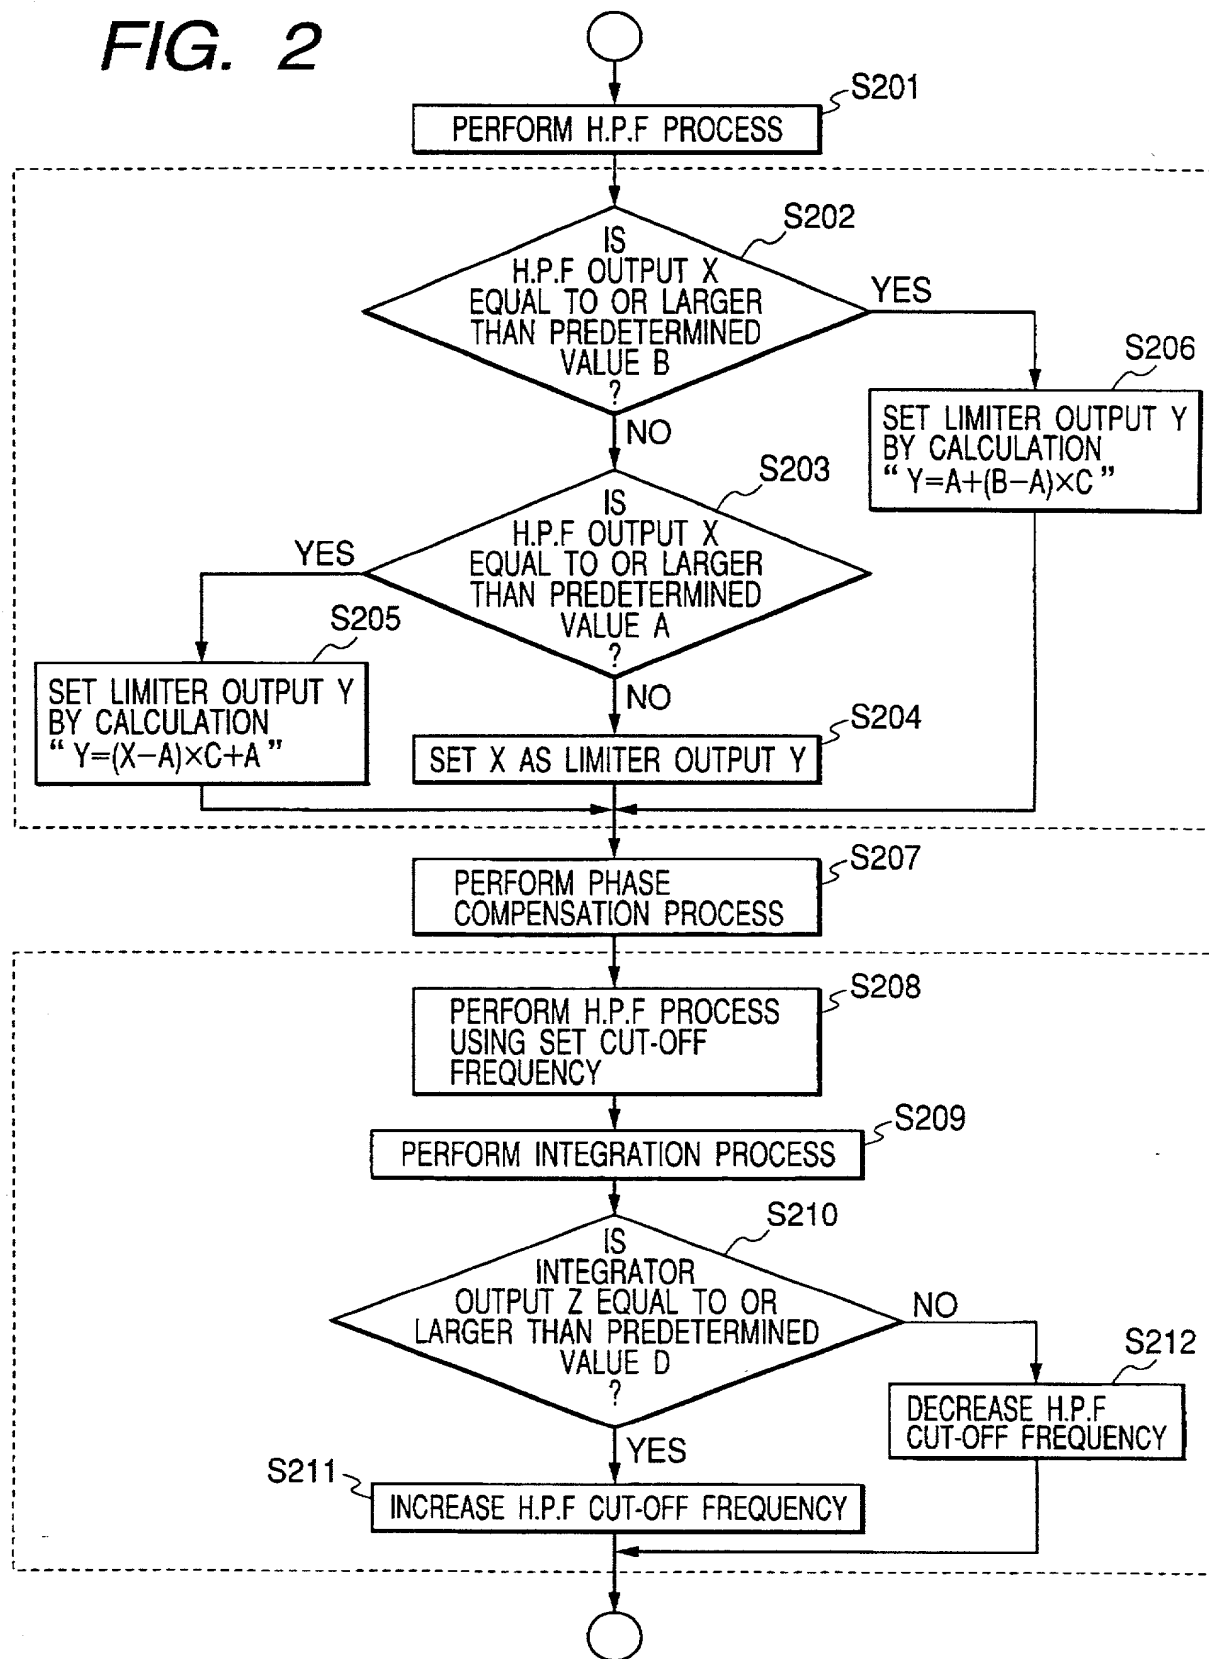 FIG. 2
S201
PERFORM H.P.F PROCESS
S202
IS
H.P.F OUTPUT X
EQUAL TO OR LARGER
THAN PREDETERMINED
VALUE B
?
YES
NO
S206
SET LIMITER OUTPUT Y
BY CALCULATION
“ Y=A+(B−A)×C ”
S203
IS
H.P.F OUTPUT X
EQUAL TO OR LARGER
THAN PREDETERMINED
VALUE A
?
YES
NO
S205
SET LIMITER OUTPUT Y
BY CALCULATION
“ Y=(X−A)×C+A ”
S204
SET X AS LIMITER OUTPUT Y
S207
PERFORM PHASE
COMPENSATION PROCESS
S208
PERFORM H.P.F PROCESS
USING SET CUT-OFF
FREQUENCY
S209
PERFORM INTEGRATION PROCESS
S210
IS
INTEGRATOR
OUTPUT Z EQUAL TO OR
LARGER THAN PREDETERMINED
VALUE D
?
NO
YES
S212
DECREASE H.P.F
CUT-OFF FREQUENCY
S211
INCREASE H.P.F CUT-OFF FREQUENCY